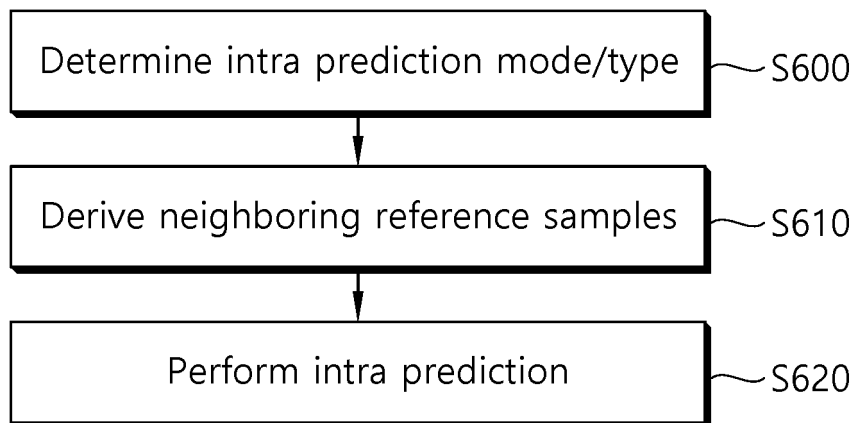 Determine intra prediction mode/type
S600
Derive neighboring reference samples
S610
Perform intra prediction
S620